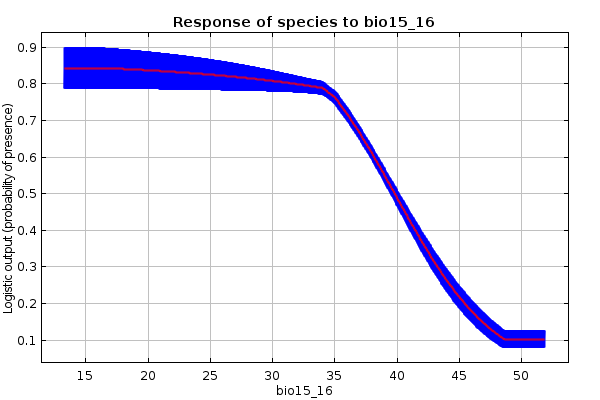 Response of species to bio15_16
Logistic output (probability of presence)
0.9
0.8
0.7
0.6
0.5
0.4
0.3
0.2
0.1
15 20 25 30 35 40 45 50
bio15_16